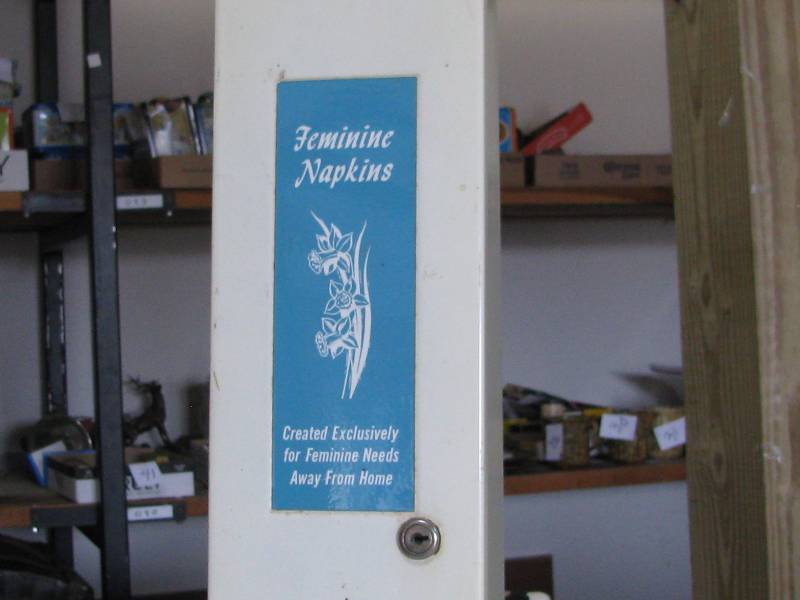 Feminine
Napkins
Created Exclusively
for Feminine Needs
Away From Home